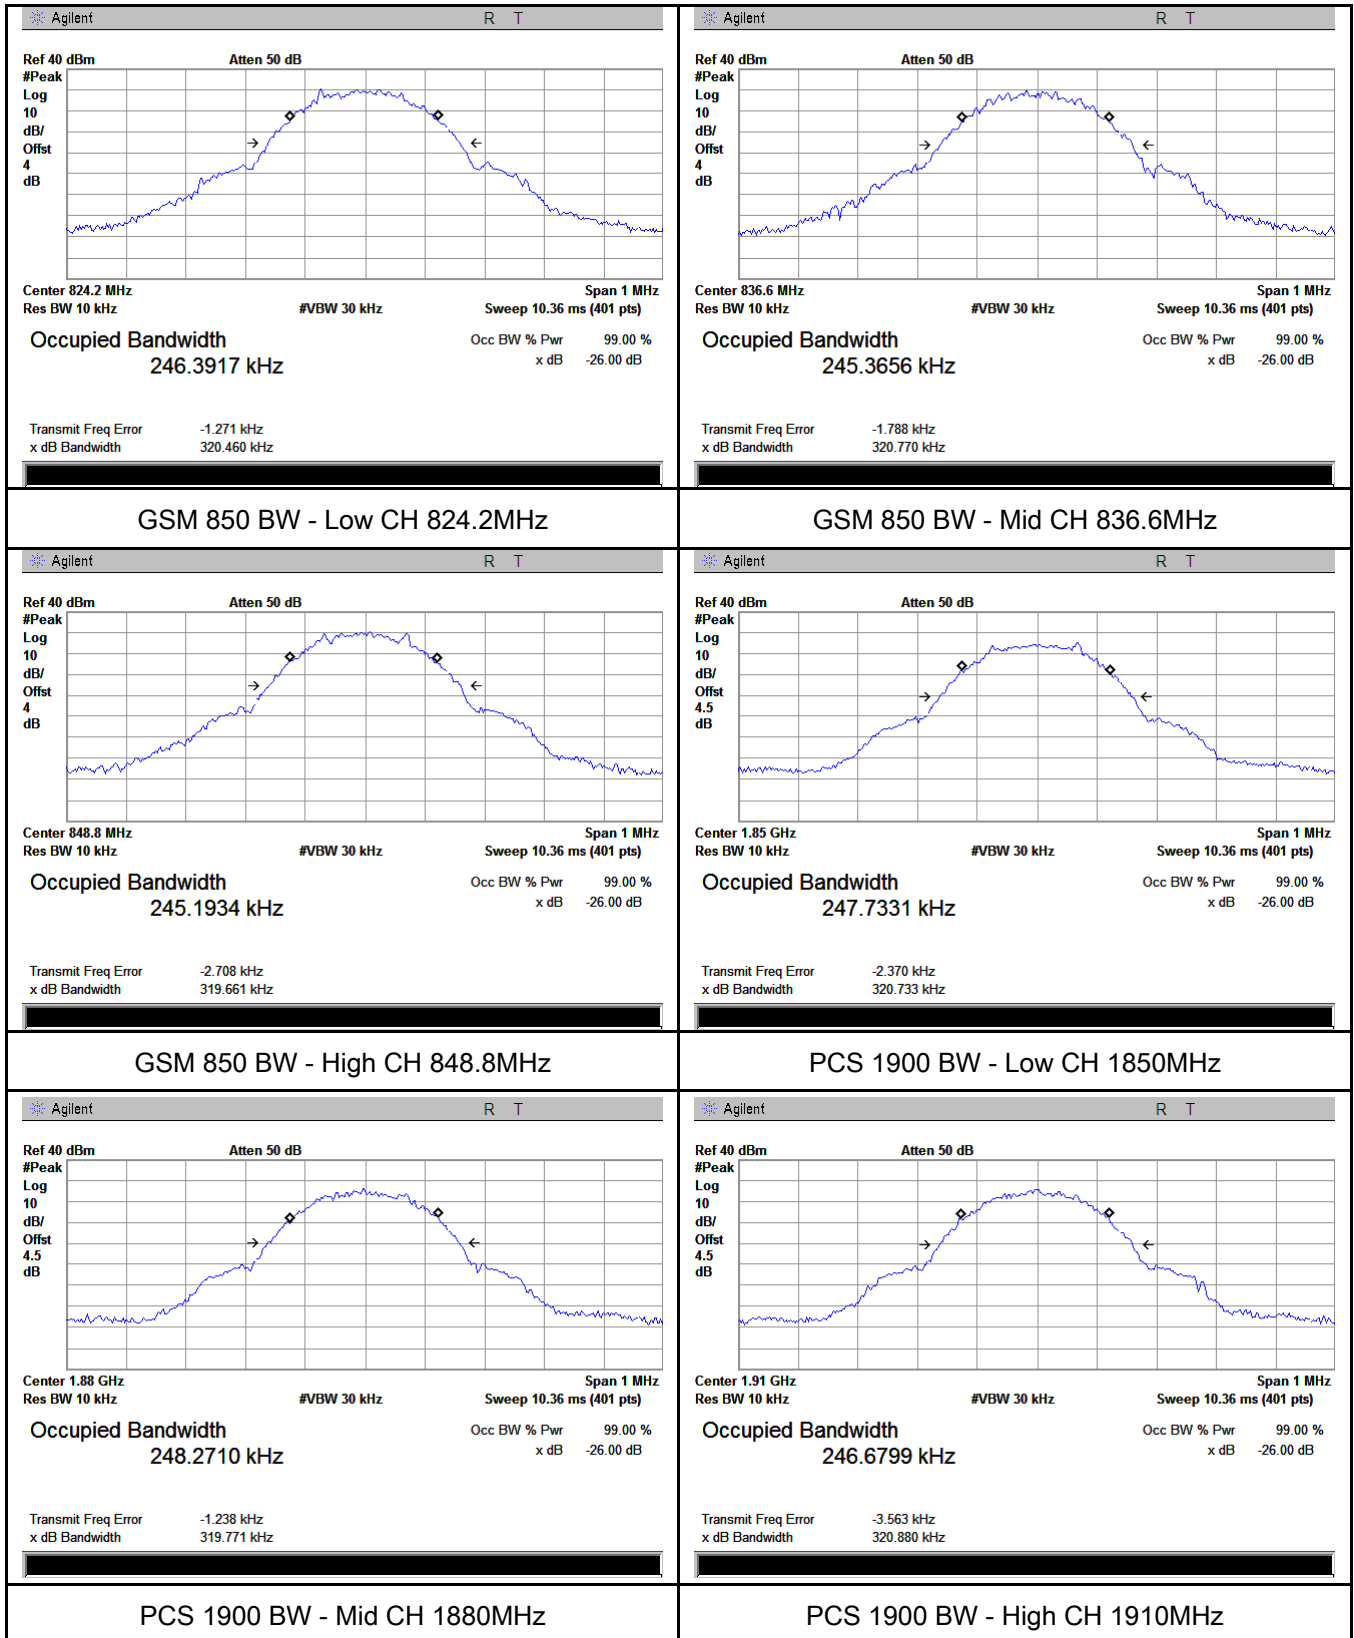 Agilent R T
Ref 40 dBm Atten 50 dB
#Peak
Log
10
dB/
Offst
4
dB
Center 824.2 MHz Span 1 MHz
Res BW 10 kHz #VBW 30 kHz Sweep 10.36 ms (401 pts)
Occupied Bandwidth Occ BW % Pwr 99.00 %
246.3917 kHz x dB -26.00 dB
Transmit Freq Error -1.271 kHz
x dB Bandwidth 320.460 kHz
GSM 850 BW - Low CH 824.2MHz
Agilent R T
Ref 40 dBm Atten 50 dB
#Peak
Log
10
dB/
Offst
4
dB
Center 836.6 MHz Span 1 MHz
Res BW 10 kHz #VBW 30 kHz Sweep 10.36 ms (401 pts)
Occupied Bandwidth Occ BW % Pwr 99.00 %
245.3656 kHz x dB -26.00 dB
Transmit Freq Error -1.788 kHz
x dB Bandwidth 320.770 kHz
GSM 850 BW - Mid CH 836.6MHz
Agilent R T
Ref 40 dBm Atten 50 dB
#Peak
Log
10
dB/
Offst
4
dB
Center 848.8 MHz Span 1 MHz
Res BW 10 kHz #VBW 30 kHz Sweep 10.36 ms (401 pts)
Occupied Bandwidth Occ BW % Pwr 99.00 %
245.1934 kHz x dB -26.00 dB
Transmit Freq Error -2.708 kHz
x dB Bandwidth 319.661 kHz
GSM 850 BW - High CH 848.8MHz
Agilent R T
Ref 40 dBm Atten 50 dB
#Peak
Log
10
dB/
Offst
4.5
dB
Center 1.85 GHz Span 1 MHz
Res BW 10 kHz #VBW 30 kHz Sweep 10.36 ms (401 pts)
Occupied Bandwidth Occ BW % Pwr 99.00 %
247.7331 kHz x dB -26.00 dB
Transmit Freq Error -2.370 kHz
x dB Bandwidth 320.733 kHz
PCS 1900 BW - Low CH 1850MHz
Agilent R T
Ref 40 dBm Atten 50 dB
#Peak
Log
10
dB/
Offst
4.5
dB
Center 1.88 GHz Span 1 MHz
Res BW 10 kHz #VBW 30 kHz Sweep 10.36 ms (401 pts)
Occupied Bandwidth Occ BW % Pwr 99.00 %
248.2710 kHz x dB -26.00 dB
Transmit Freq Error -1.238 kHz
x dB Bandwidth 319.771 kHz
PCS 1900 BW - Mid CH 1880MHz
Agilent R T
Ref 40 dBm Atten 50 dB
#Peak
Log
10
dB/
Offst
4.5
dB
Center 1.91 GHz Span 1 MHz
Res BW 10 kHz #VBW 30 kHz Sweep 10.36 ms (401 pts)
Occupied Bandwidth Occ BW % Pwr 99.00 %
246.6799 kHz x dB -26.00 dB
Transmit Freq Error -3.563 kHz
x dB Bandwidth 320.880 kHz
PCS 1900 BW - High CH 1910MHz